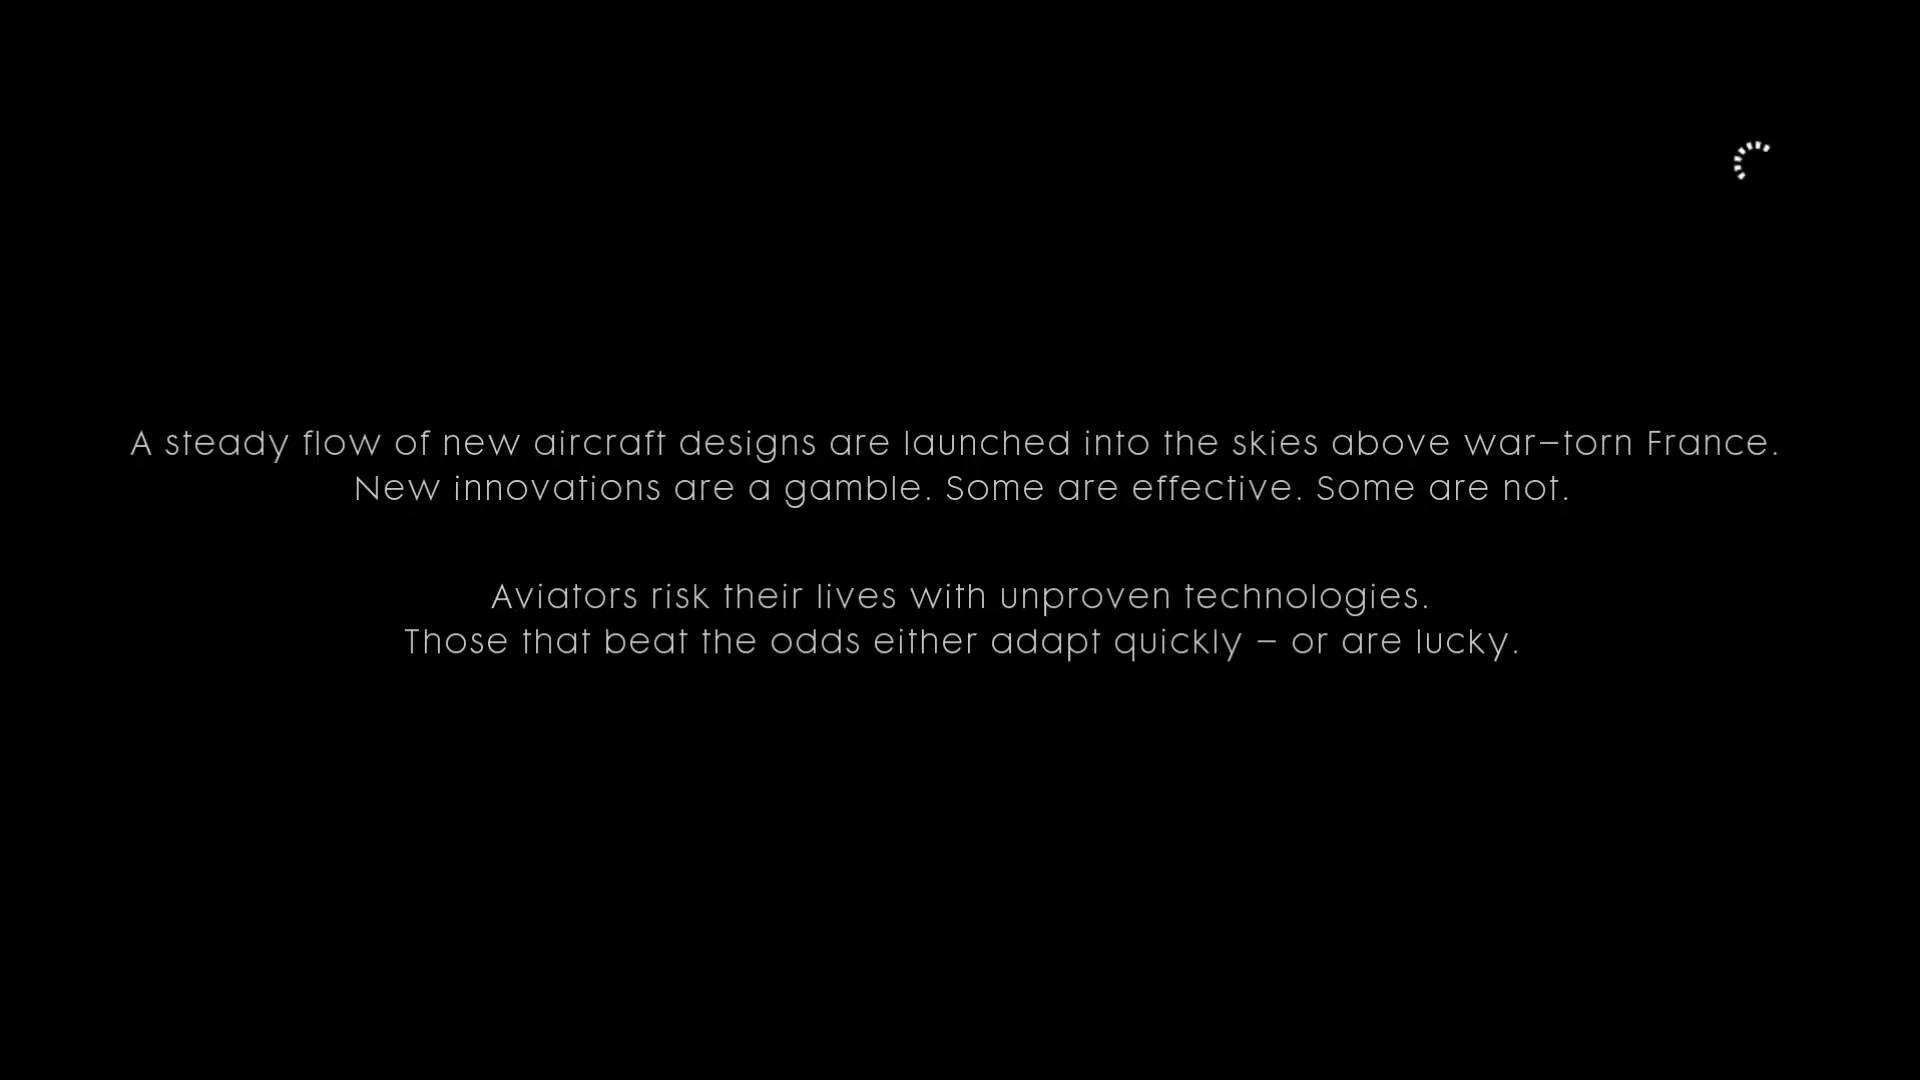 A steady flow of new aircraft designs are launched into the skies above war–torn France.
New innovations are a gamble. Some are effective. Some are not.
Aviators risk their lives with unproven technologies.
Those that beat the odds either adapt quickly – or are lucky.